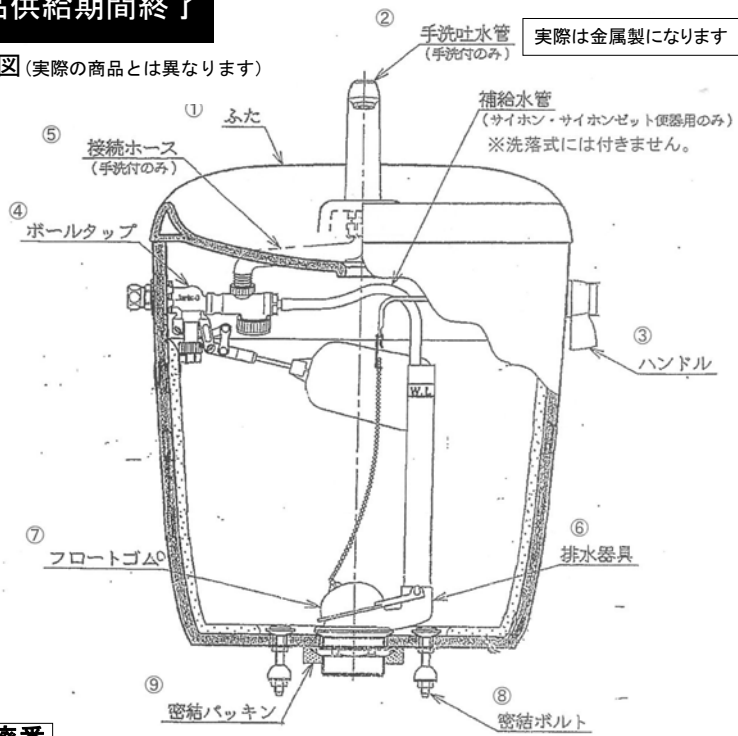 品供給期間終了
図(実際の商品とは異なります)
②
手洗吐水管
(手洗付のみ)
実際は金属製になります
①
ふた
補給水管
(サイホン・サイホンゼット便器用のみ)
※洗落式には付きません。
⑤
接続ホース
(手洗付のみ)
④
ボールタップ
③
ハンドル
W.L
⑦
フロートゴム
⑥
排水器具
⑨
密結パッキン
⑧
密結ボルト
廃番